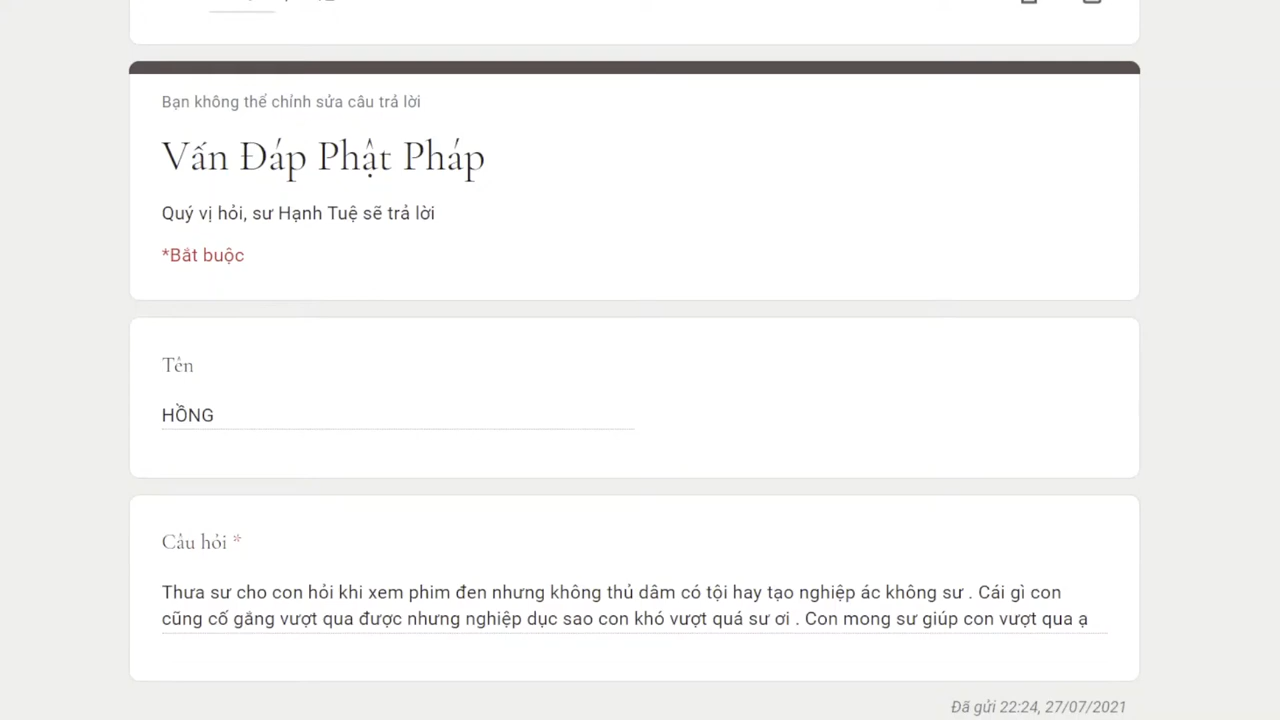 Bạn không thể chỉnh sửa câu trả lời
Vấn Đáp Phật Pháp
Quý vị hỏi, sư Hạnh Tuệ sẽ trả lời
*Bắt buộc
Tên
HỒNG
Câu hỏi *
Thưa sư cho con hỏi khi xem phim đen nhưng không thủ dâm có tội hay tạo nghiệp ác không sư . Cái gì con
cũng cố gắng vượt qua được nhưng nghiệp dục sao con khó vượt quá sư ơi . Con mong sư giúp con vượt qua ạ
Đã gửi 22:24, 27/07/2021